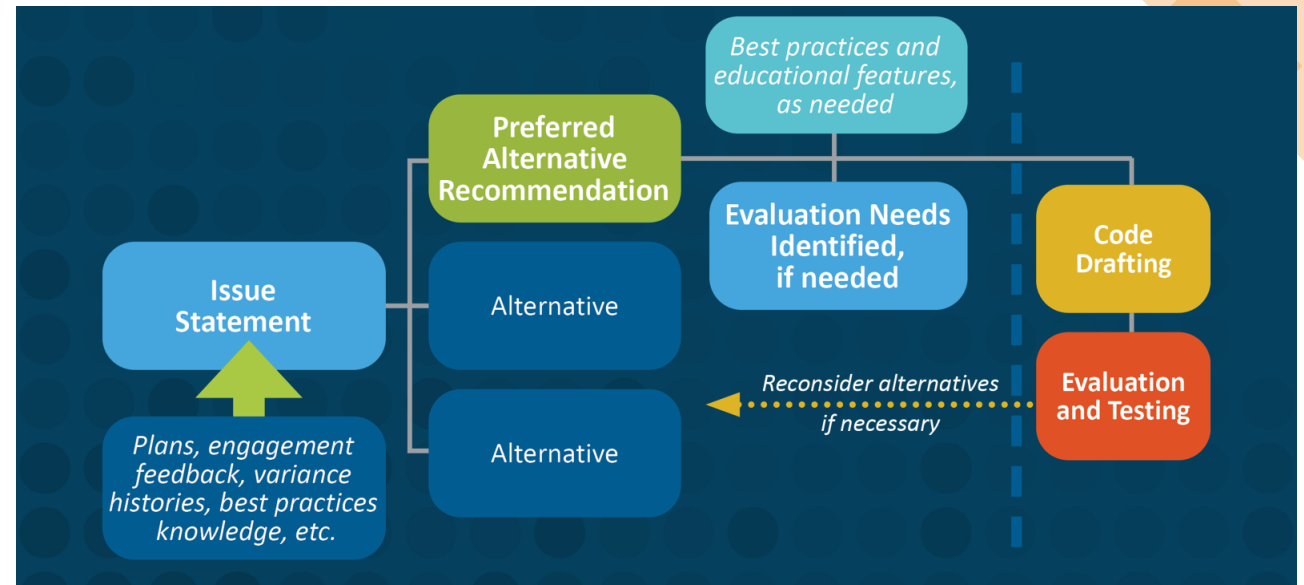 Best practices and
educational features,
as needed
Preferred
Alternative
Recommendation
Evaluation Needs
Identified,
if needed
Code
Drafting
Issue
Statement
Alternative
Evaluation
and Testing
Reconsider alternatives
if necessary
Alternative
Plans, engagement
feedback, variance
histories, best practices
knowledge, etc.